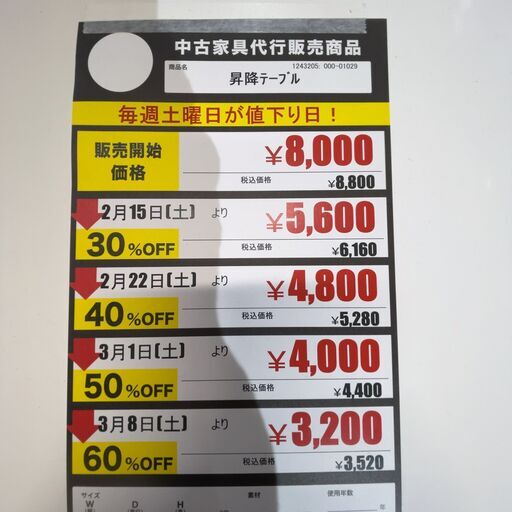 中古家具代行販売商品
商品名
1243205: 000-01029
昇降テーブル
毎週土曜日が値下り日！
販売開始
価格
¥8,000
税込価格
¥8,800
2月15日(土) より
¥5,600
30%OFF
税込価格
¥6,160
2月22日(土) より
¥4,800
40%OFF
税込価格
¥5,280
3月1日(土) より
¥4,000
50%OFF
税込価格
¥4,400
3月8日(土) より
¥3,200
60%OFF
税込価格
¥3,520
サイズ
素材
使用年数
W
D
H
年